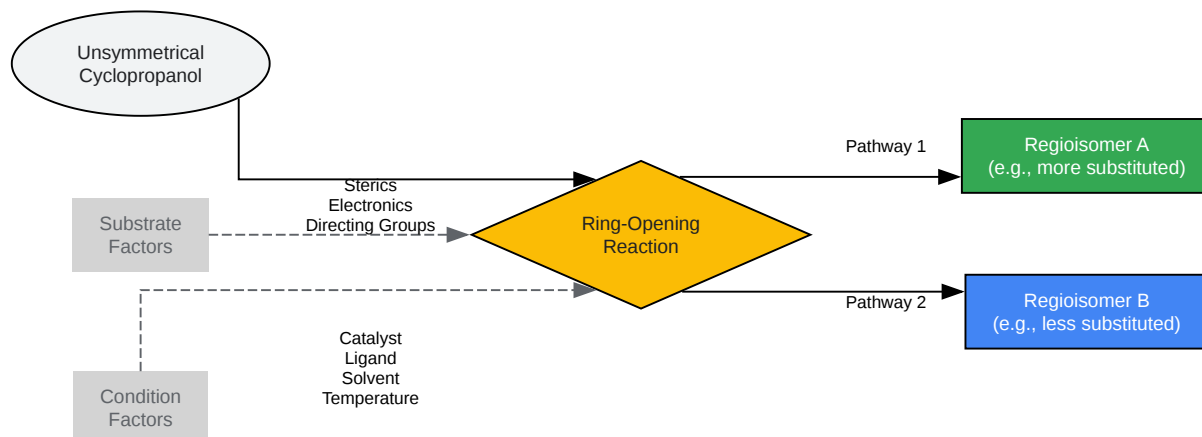 Unsymmetrical
Cyclopropanol
Pathway 1
Regioisomer A
(e.g., more substituted)
Sterics
Electronics
Directing Groups
Substrate
Factors
Ring-Opening
Reaction
Pathway 2
Regioisomer B
(e.g., less substituted)
Catalyst
Ligand
Solvent
Temperature
Condition
Factors